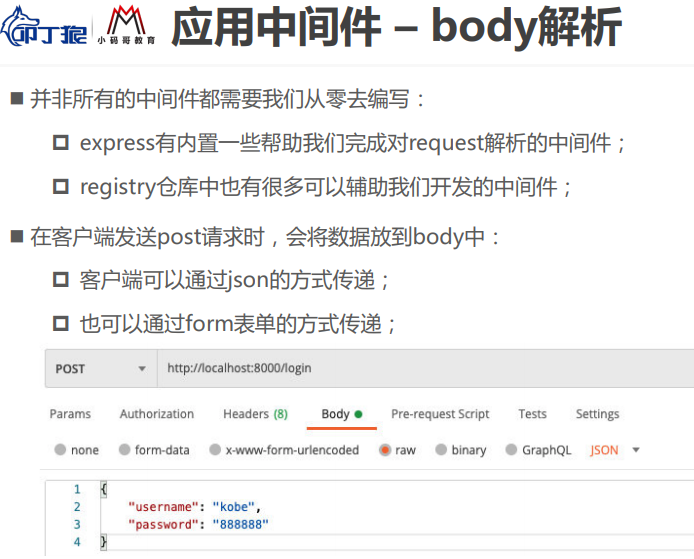 叩丁狼
小码哥教育
应用中间件 – body解析
并非所有的中间件都需要我们从零去编写：
express有内置一些帮助我们完成对request解析的中间件；
registry仓库中也有很多可以辅助我们开发的中间件；
在客户端发送post请求时，会将数据放到body中：
客户端可以通过json的方式传递；
也可以通过form表单的方式传递；
POST http://localhost:8000/login
Params Authorization Headers (8) Body Pre-request Script Tests Settings
none form-data x-www-form-urlencoded raw binary GraphQL JSON
1 {
2 "username": "kobe",
3 "password": "888888"
4 }